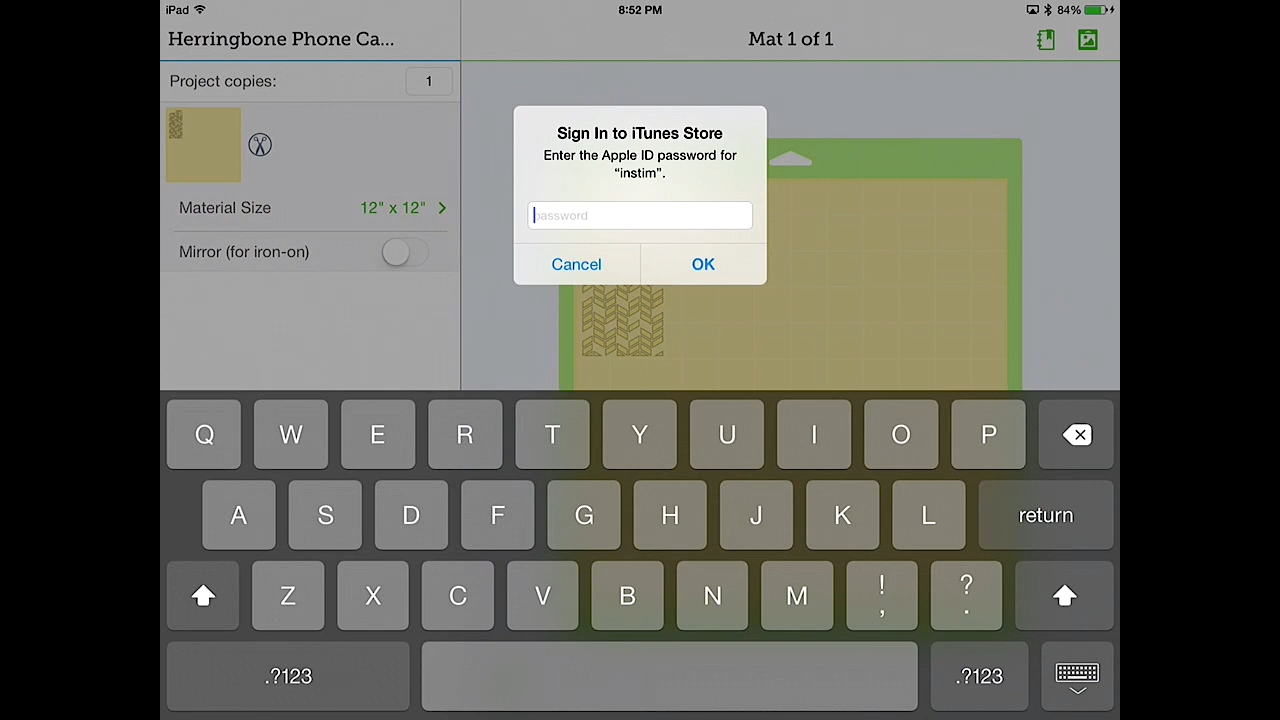 iPad
8:52 PM
84%
Herringbone Phone Ca...
Mat 1 of 1
Project copies:
1
Material Size
12" x 12"
Mirror (for iron-on)
Sign In to iTunes Store
Enter the Apple ID password for
“instim”.
password
Cancel
OK
Q W E R T Y U I O P
A S D F G H J K L return
Z X C V B N M ! , ? .
.?123
.?123